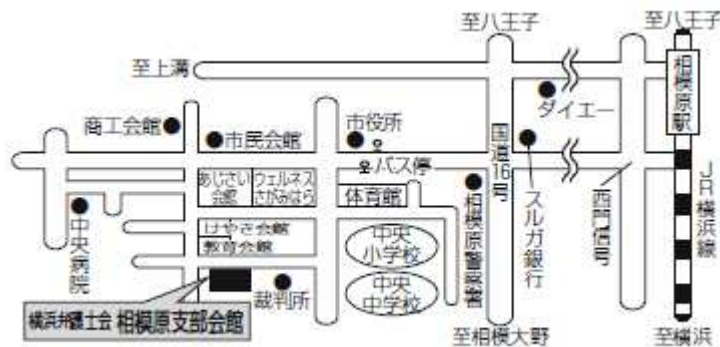 至八王子
至八王子
至上溝
相模原駅
ダイエー
商工会館
市民会館
市役所
国道16号
バス停
あじさい会館
ウェルネスさがみはら
体育館
相模原警察署
スルガ銀行
西門信号
JR横浜線
中央病院
けやき会館
教育会館
中央小学校
中央中学校
裁判所
横浜弁護士会 相模原支部会館
至相模大野
至横浜